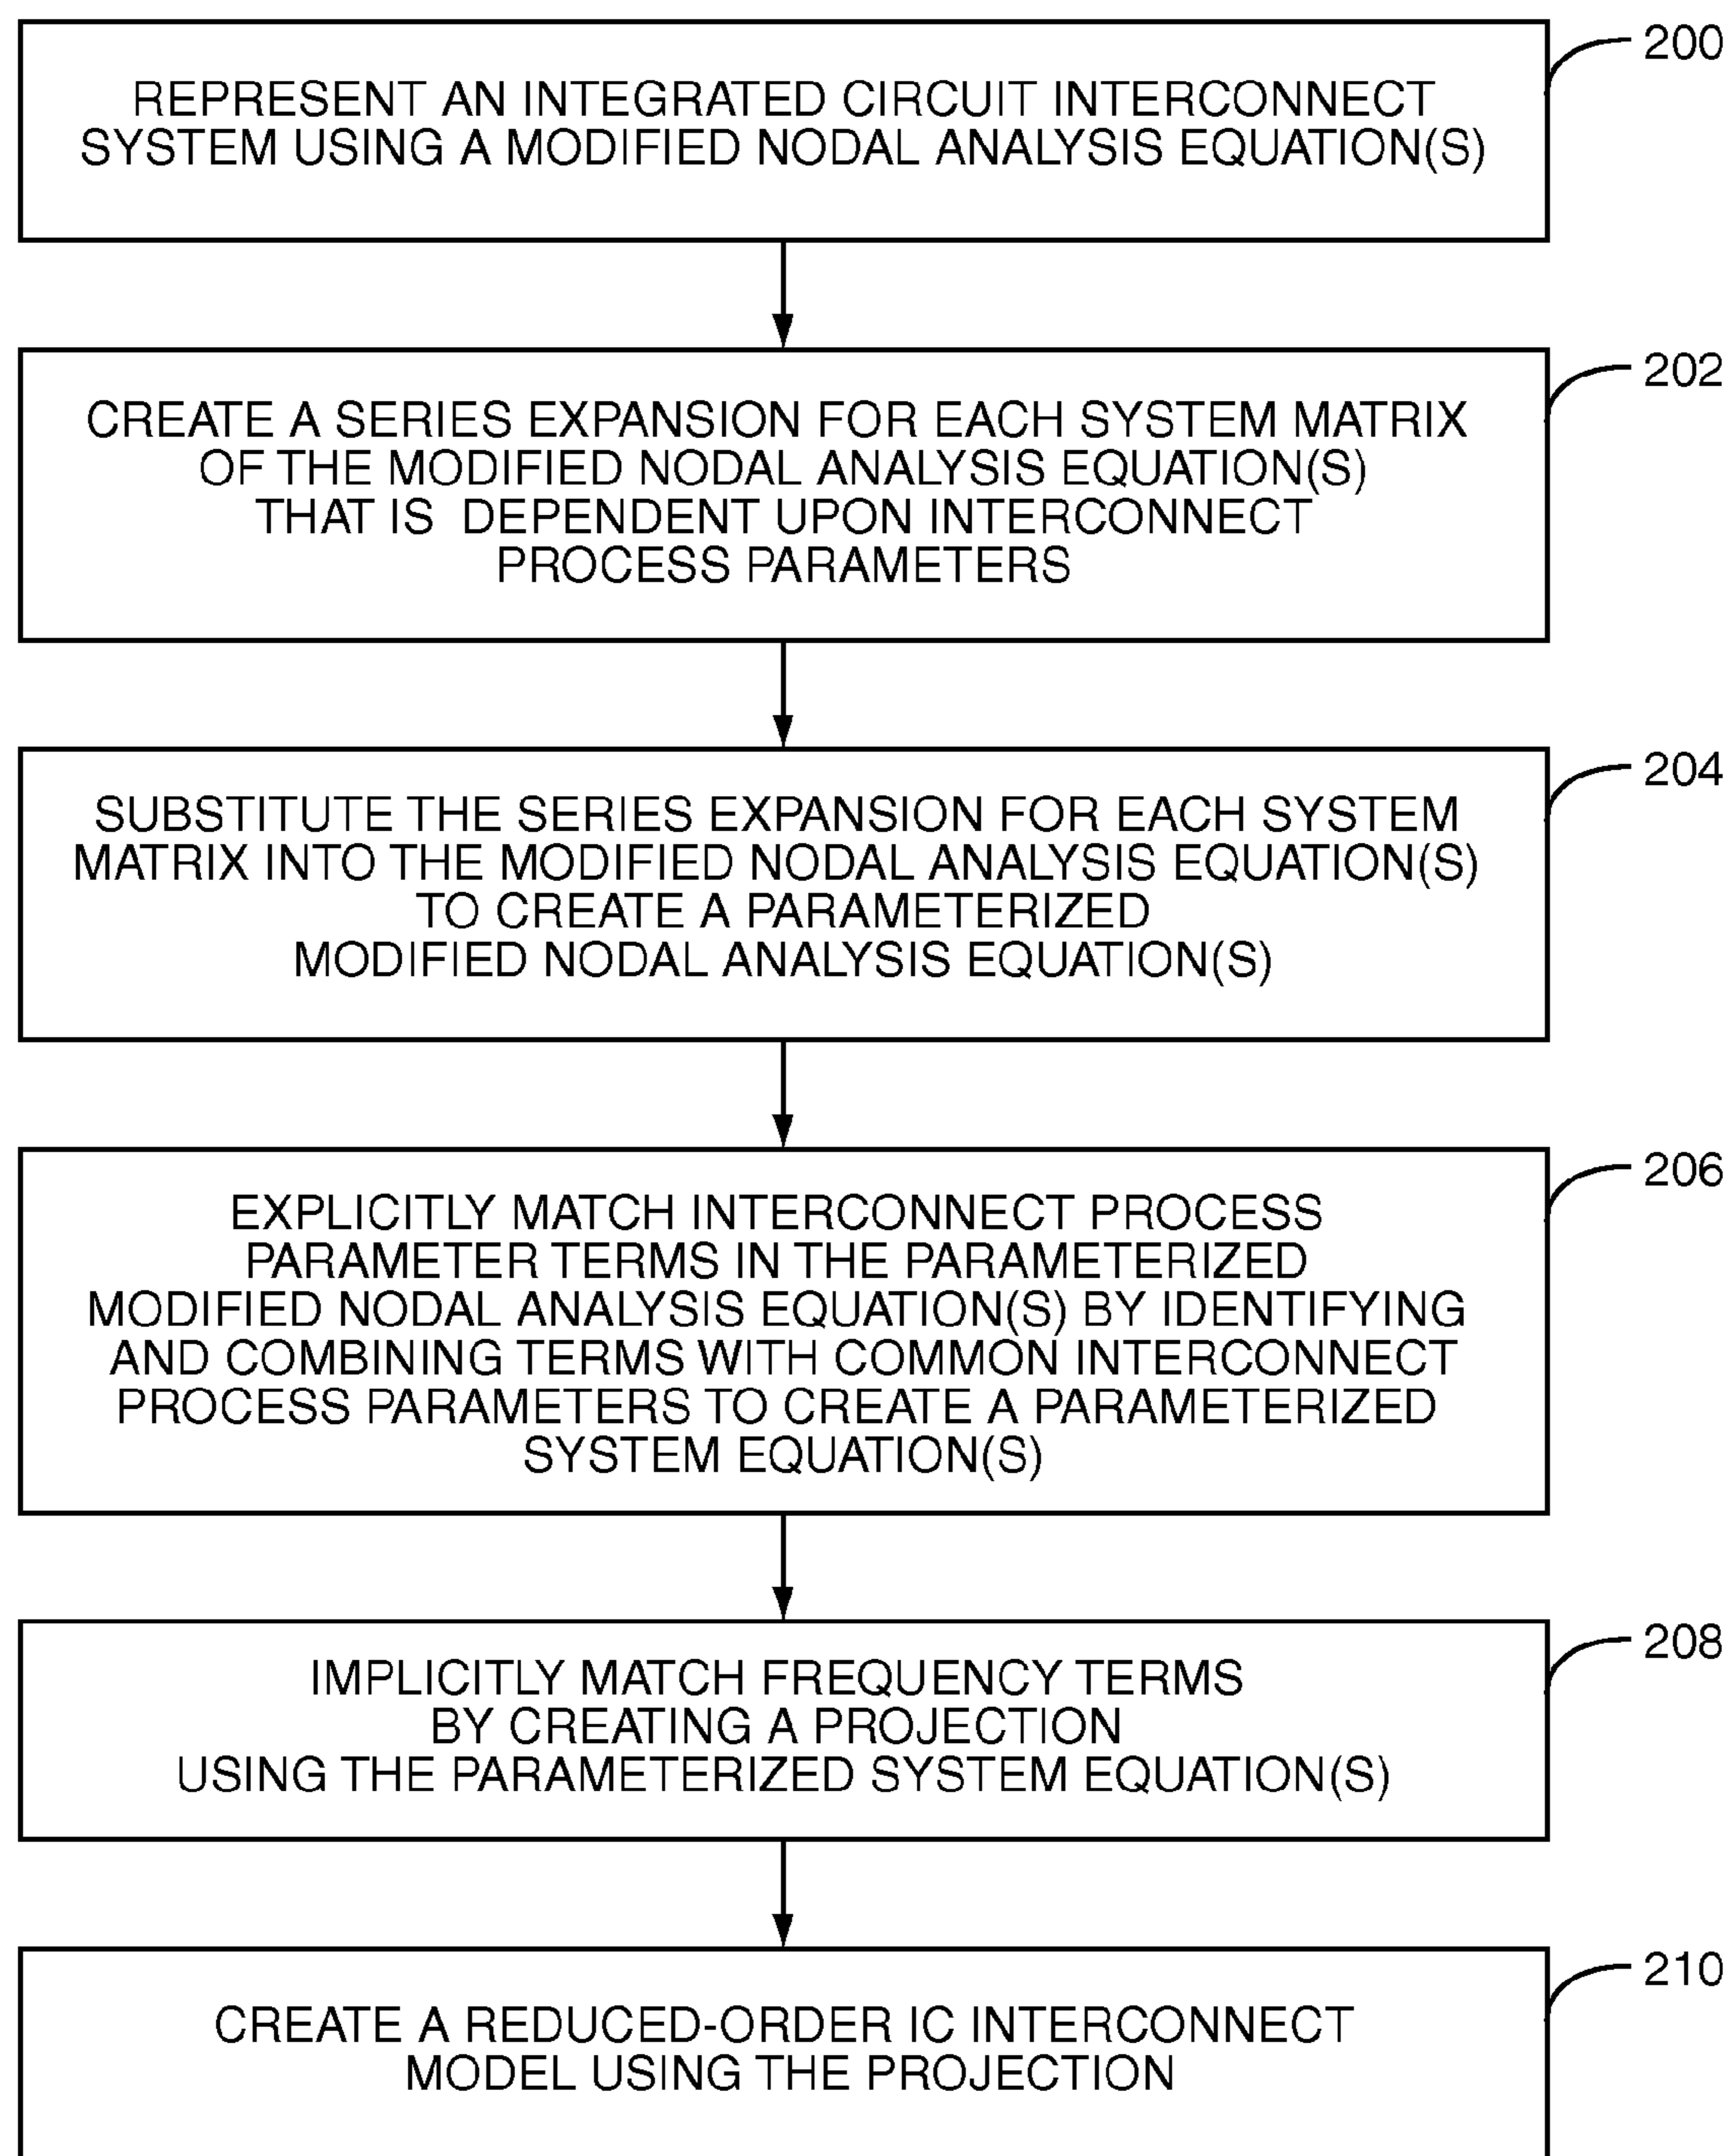 200
REPRESENT AN INTEGRATED CIRCUIT INTERCONNECT
SYSTEM USING A MODIFIED NODAL ANALYSIS EQUATION(S)
202
CREATE A SERIES EXPANSION FOR EACH SYSTEM MATRIX
OF THE MODIFIED NODAL ANALYSIS EQUATION(S)
THAT IS DEPENDENT UPON INTERCONNECT
PROCESS PARAMETERS
204
SUBSTITUTE THE SERIES EXPANSION FOR EACH SYSTEM
MATRIX INTO THE MODIFIED NODAL ANALYSIS EQUATION(S)
TO CREATE A PARAMETERIZED
MODIFIED NODAL ANALYSIS EQUATION(S)
206
EXPLICITLY MATCH INTERCONNECT PROCESS
PARAMETER TERMS IN THE PARAMETERIZED
MODIFIED NODAL ANALYSIS EQUATION(S) BY IDENTIFYING
AND COMBINING TERMS WITH COMMON INTERCONNECT
PROCESS PARAMETERS TO CREATE A PARAMETERIZED
SYSTEM EQUATION(S)
208
IMPLICITLY MATCH FREQUENCY TERMS
BY CREATING A PROJECTION
USING THE PARAMETERIZED SYSTEM EQUATION(S)
210
CREATE A REDUCED-ORDER IC INTERCONNECT
MODEL USING THE PROJECTION